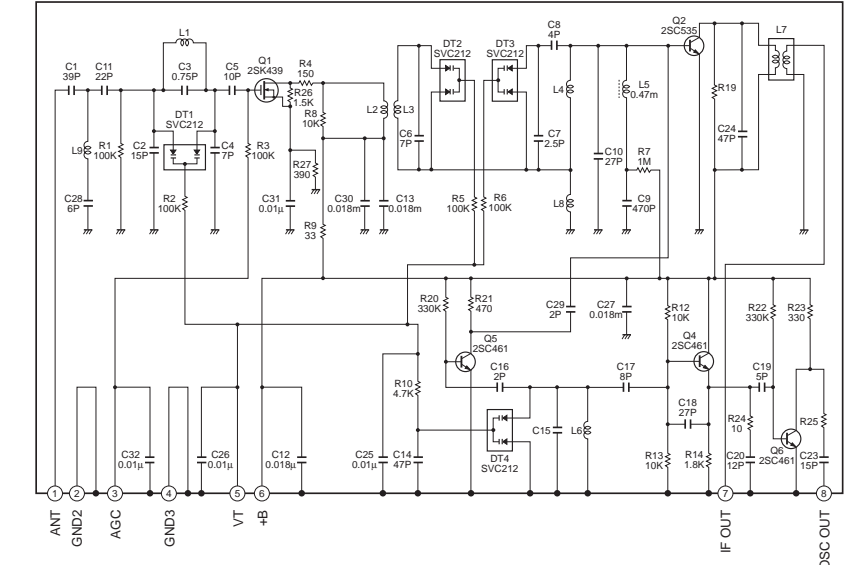 L1
C1
39P
C11
22P
C3
0.75P
C5
10P
Q1
2SK439
R4
150
R26
1.5K
R8
10K
L2
L3
DT2
SVC212
DT3
SVC212
C8
4P
Q2
2SC535
L7
L9
R1
100K
C2
15P
DT1
SVC212
C4
7P
R3
100K
R27
390
C6
7P
C7
2.5P
L4
L5
0.47m
C10
27P
R7
1M
R19
C24
47P
C28
6P
R2
100K
C31
0.01µ
C30
0.018m
C13
0.018m
R9
33
R5
100K
R6
100K
L8
C9
470P
R20
330K
R21
470
C29
2P
C27
0.018m
R12
10K
R22
330K
R23
330
Q5
2SC461
Q4
2SC461
C16
2P
C17
8P
C19
5P
R10
4.7K
C18
27P
R24
10
R25
C32
0.01µ
C26
0.01µ
C12
0.018µ
C25
0.01µ
C14
47P
DT4
SVC212
C15
L6
R13
10K
R14
1.8K
C20
12P
Q6
2SC461
C23
15P
1
2
3
4
5
6
7
8
ANT
GND2
AGC
GND3
VT
+B
IF OUT
OSC OUT